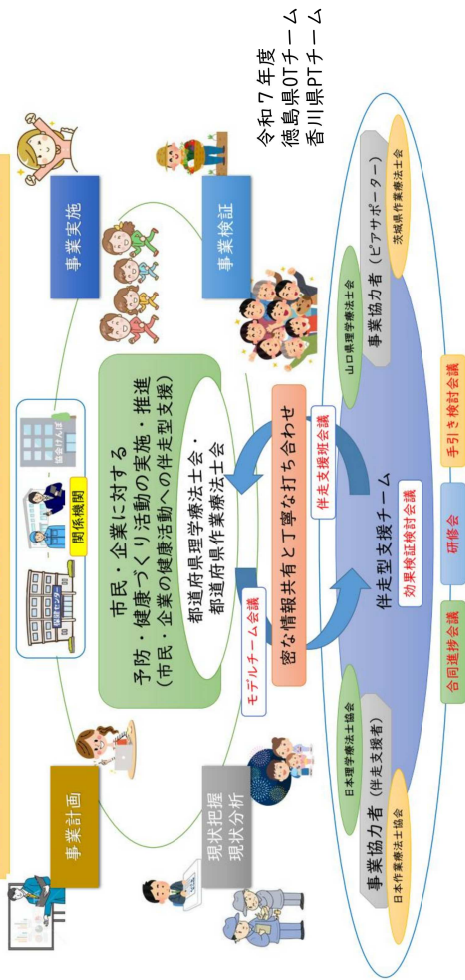 関係機関
協会けんぽ
事業計画
事業実施
市民・企業に対する
予防・健康づくり活動の実施・推進
(市民・企業の健康活動への伴走型支援)
都道府県理学療法士会・
都道府県作業療法士会
現状把握
現状分析
事業検証
モデルチーム会議
密な情報共有と丁寧な打ち合わせ
伴走支援班会議
令和7年度
徳島県OTチーム
香川県PTチーム
日本理学療法士協会
山口県理学療法士会
事業協力者(伴走支援者)
伴走型支援チーム
事業協力者(ピアサポーター)
効果検証検討会議
日本作業療法士協会
茨城県作業療法士会
合同進捗会議
研修会
手引き検討会議